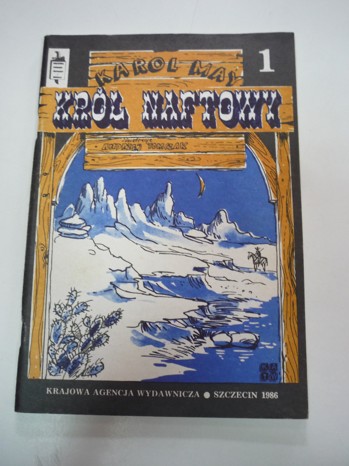 1
KAROL MAY
KRÓL NAFTOWY
KRAJOWA AGENCJA WYDAWNICZA ● SZCZECIN 1986